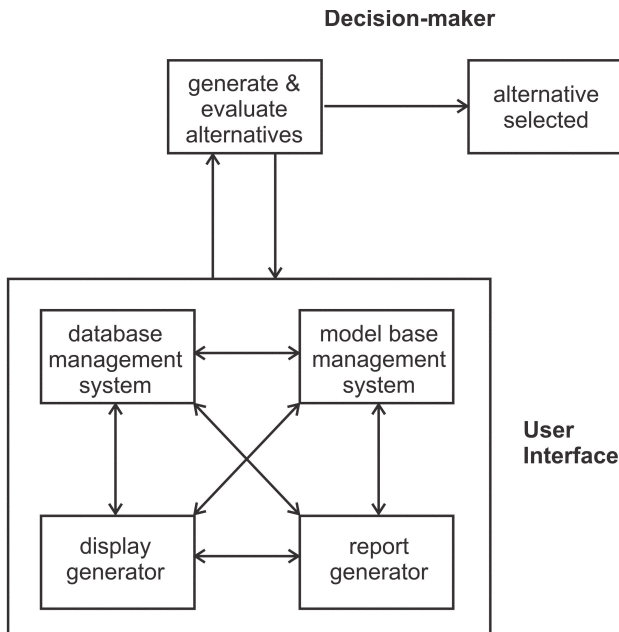 Decision-maker
generate &
evaluate
alternatives
alternative
selected
database
management
system
model base
management
system
User
Interface
display
generator
report
generator